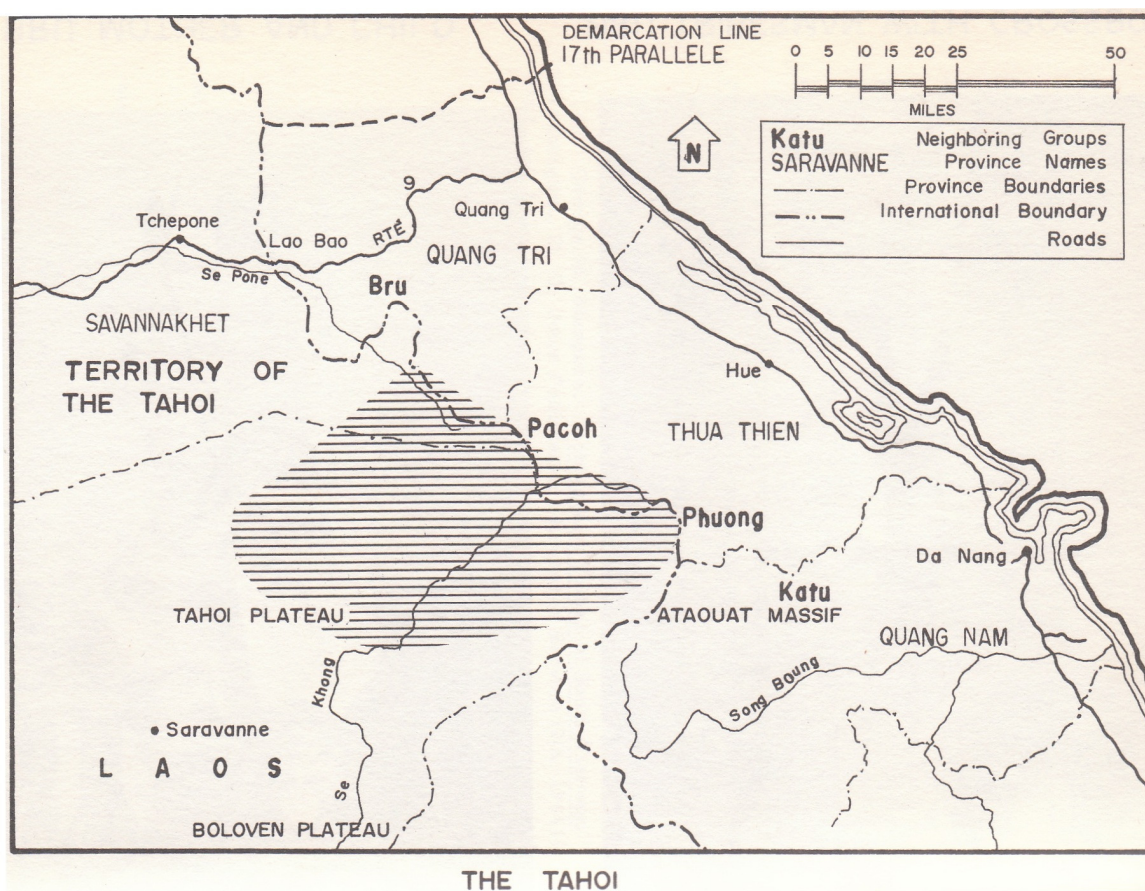 DEMARCATION LINE
17th PARALLELE
0 5 10 15 20 25 50
MILES
N
Katu Neighboring Groups
SARAVANNE Province Names
Province Boundaries
International Boundary
Roads
9
RTE
Quang Tri
Tchepone
Lao Bao
Se Pone
QUANG TRI
Bru
SAVANNAKHET
TERRITORY OF
THE TAHOI
Hue
Pacoh
THUA THIEN
Phuong
Da Nang
Katu
TAHOI PLATEAU
ATAOUAT MASSIF
QUANG NAM
Song Boung
Khong
Saravanne
LAOS
Se
BOLOVEN PLATEAU
THE TAHOI